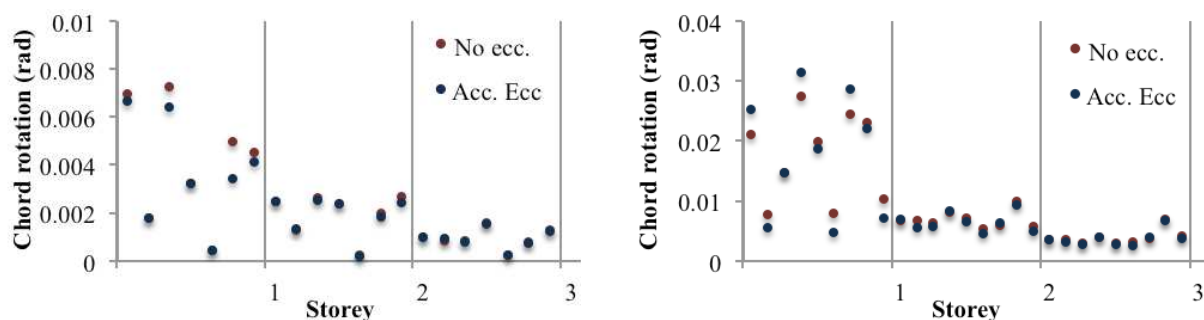 Chord rotation (rad)
0.01
0.008
0.006
0.004
0.002
0
No ecc.
Acc. Ecc
1
2
3
Storey
Chord rotation (rad)
0.04
0.03
0.02
0.01
0
No ecc.
Acc. Ecc
1
2
3
Storey